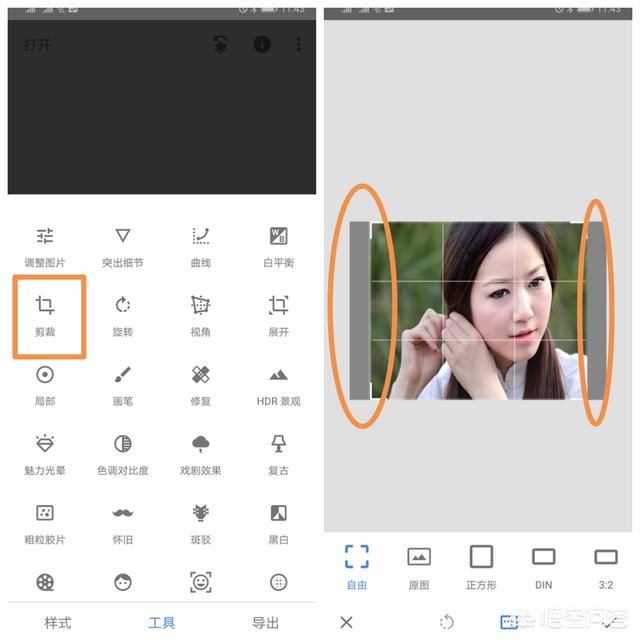 11:43
打开
调整图片
突出细节
曲线
白平衡
剪裁
旋转
视角
展开
局部
画笔
修复
HDR 景观
魅力光晕
色调对比度
戏剧效果
复古
粗粒胶片
怀旧
斑驳
黑白
样式
工具
导出
11:43
自由
原图
正方形
DIN
3:2
悟空问答